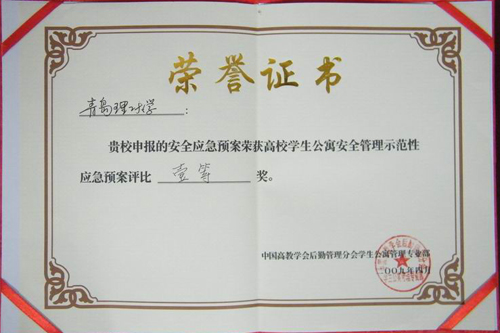 荣誉证书
青岛理工大学：
贵校申报的安全应急预案荣获高校学生公寓安全管理示范性
应急预案评比 壹等 奖。
中国高教学会后勤管理分会学生公寓管理专业部
二〇〇九年四月